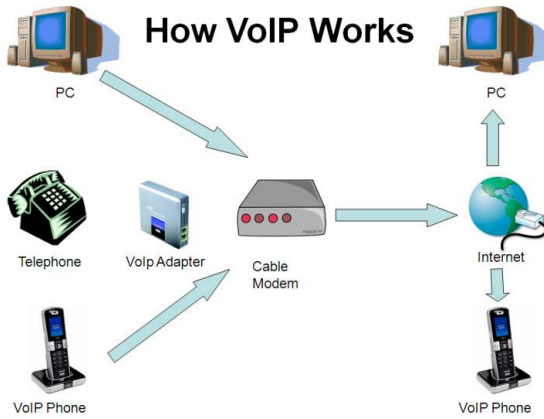 How VoIP Works
PC
PC
Telephone
VoIp Adapter
Cable
Modem
Internet
VoIP Phone
VoIP Phone